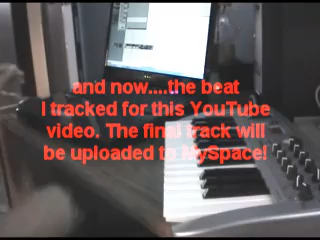 and now....the beat
I tracked for this YouTube
video. The final track will
be uploaded to MySpace!